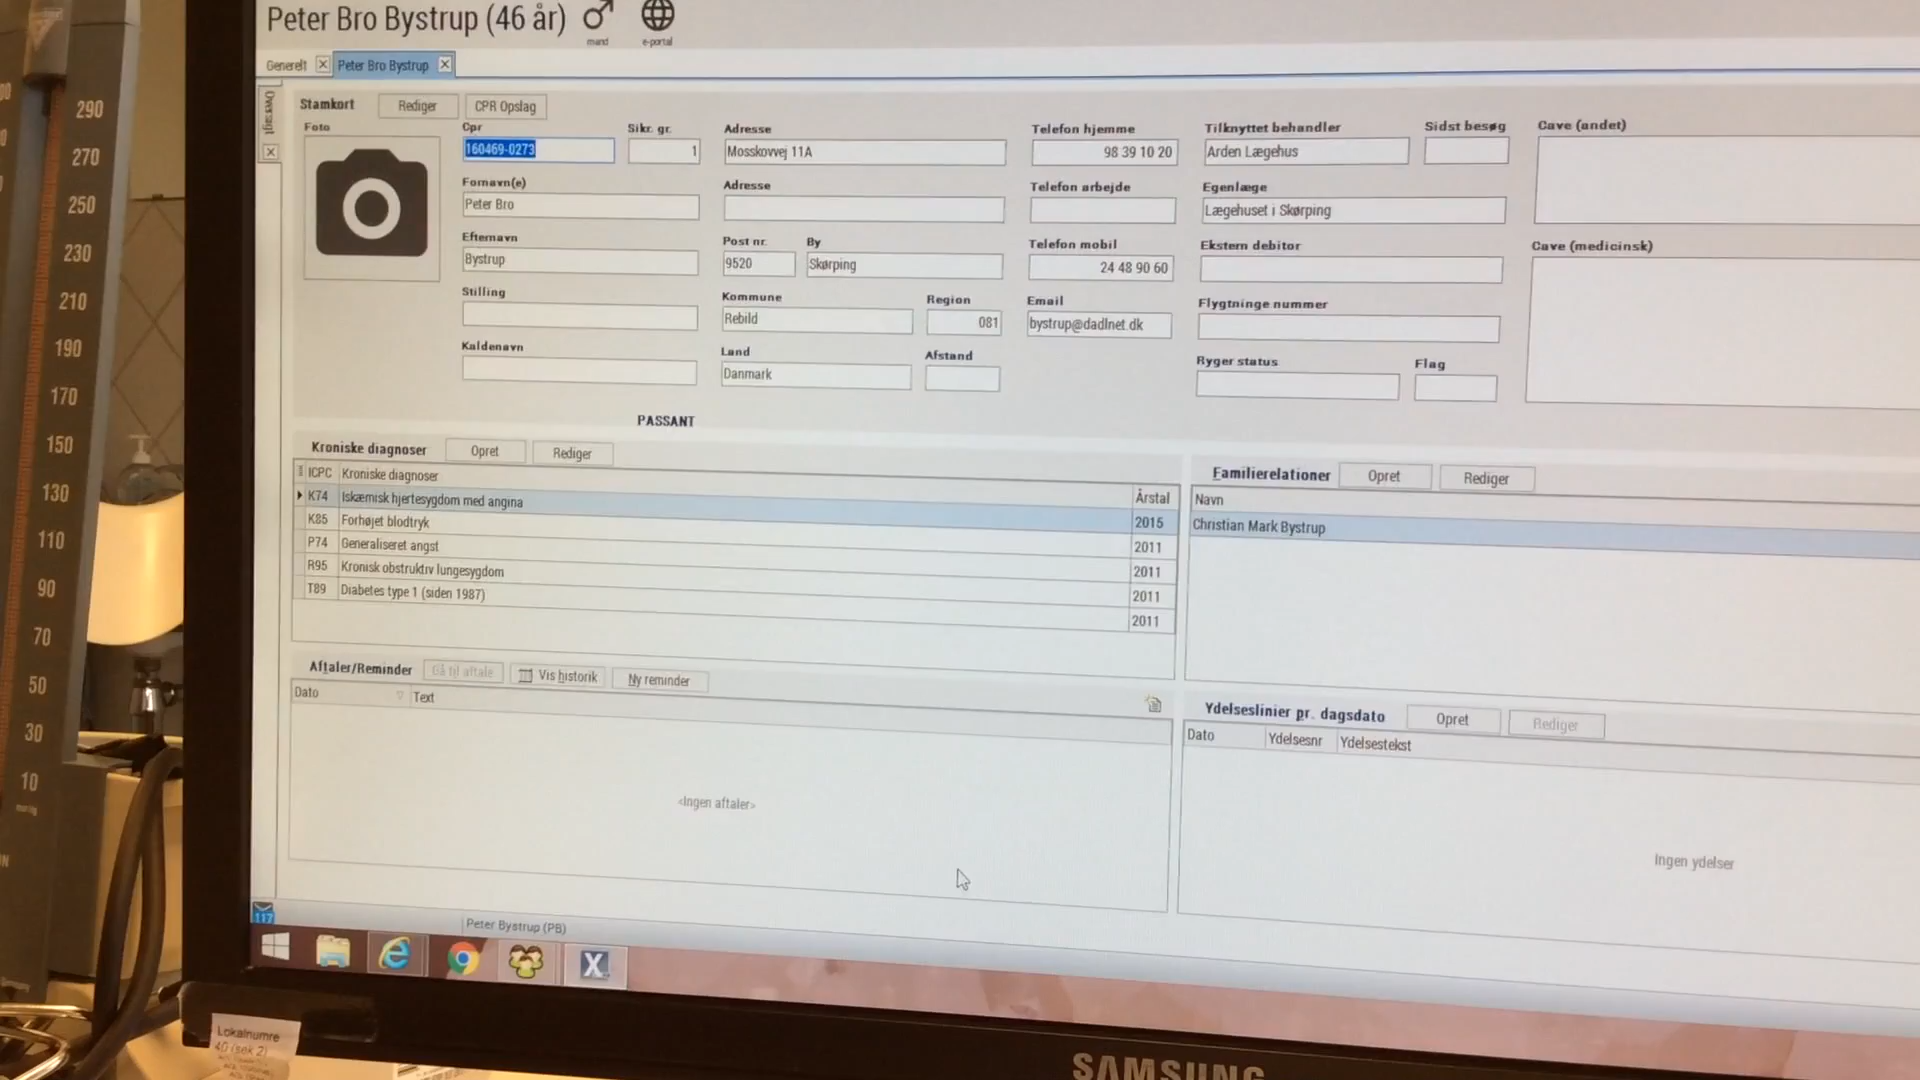 Peter Bro Bystrup (46 år)
mand
e-portal
Generelt
Peter Bro Bystrup
Oversigt
Stamkort
Rediger
CPR Opslag
Foto
Cpr
Sikr. gr.
Adresse
Telefon hjemme
Tilknyttet behandler
Sidst besøg
Cave (andet)
160469-0273
1
Mosskovvej 11A
98 39 10 20
Arden Lægehus
Fornavn(e)
Adresse
Telefon arbejde
Egenlæge
Peter Bro
Lægehuset i Skørping
Efternavn
Post nr.
By
Telefon mobil
Ekstern debitor
Cave (medicinsk)
Bystrup
9520
Skørping
24 48 90 60
Stilling
Kommune
Region
Email
Flygtninge nummer
Rebild
081
bystrup@dadlnet.dk
Kaldenavn
Land
Afstand
Ryger status
Flag
Danmark
PASSANT
Kroniske diagnoser
Opret
Rediger
ICPC
Kroniske diagnoser
Årstal
K74
Iskæmisk hjertesygdom med angina
2015
K85
Forhøjet blodtryk
2011
P74
Generaliseret angst
2011
R95
Kronisk obstruktiv lungesygdom
2011
T89
Diabetes type 1 (siden 1987)
2011
Familierelationer
Opret
Rediger
Navn
Christian Mark Bystrup
Aftaler/Reminder
Gå til aftale
Vis historik
Ny reminder
Dato
Text
<Ingen aftaler>
Ydelseslinier pr. dagsdato
Opret
Rediger
Dato
Ydelsesnr
Ydelsestekst
Ingen ydelser
117
Peter Bystrup (PB)
290
270
250
230
210
190
170
150
130
110
90
70
50
30
10
Lokalnumre
40 (sek 2)
SAMSUNG